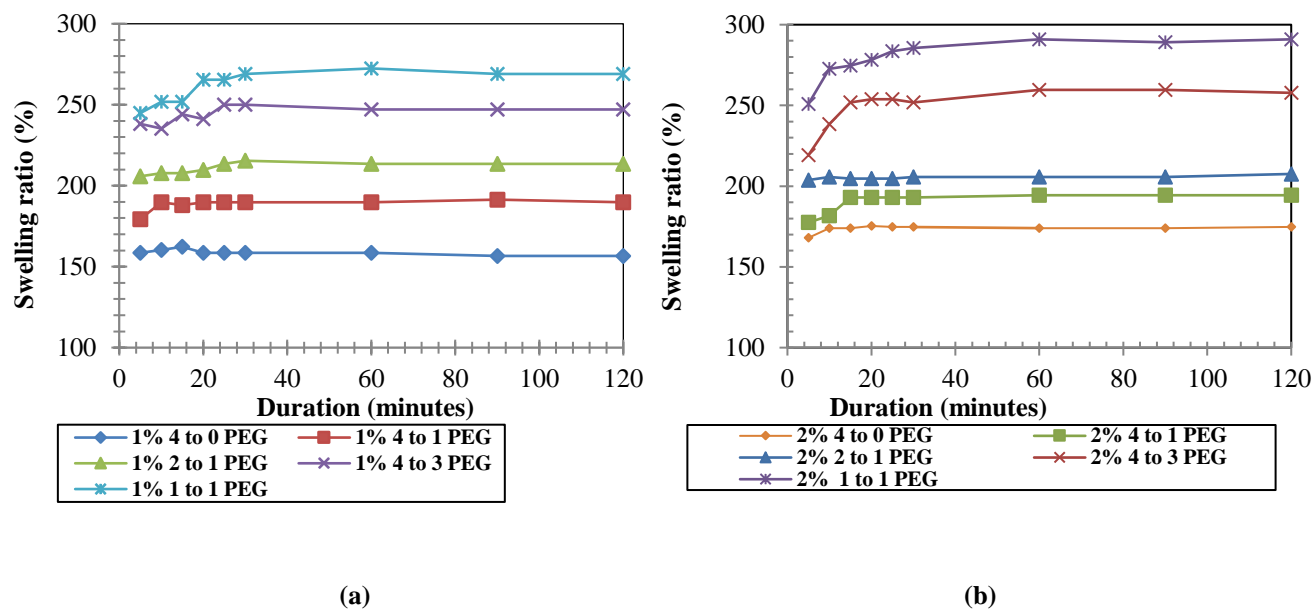 300
250
200
150
100
Swelling ratio (%)
0 20 40 60 80 100 120
Duration (minutes)
1% 4 to 0 PEG 1% 4 to 1 PEG
1% 2 to 1 PEG 1% 4 to 3 PEG
1% 1 to 1 PEG
(a)
300
250
200
150
100
Swelling ratio (%)
0 20 40 60 80 100 120
Duration (minutes)
2% 4 to 0 PEG 2% 4 to 1 PEG
2% 2 to 1 PEG 2% 4 to 3 PEG
2% 1 to 1 PEG
(b)